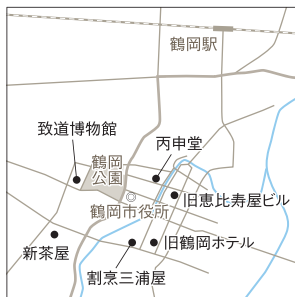 鶴岡駅
致道博物館
丙申堂
鶴岡
公園
旧恵比寿屋ビル
鶴岡市役所
新茶屋
旧鶴岡ホテル
割烹三浦屋